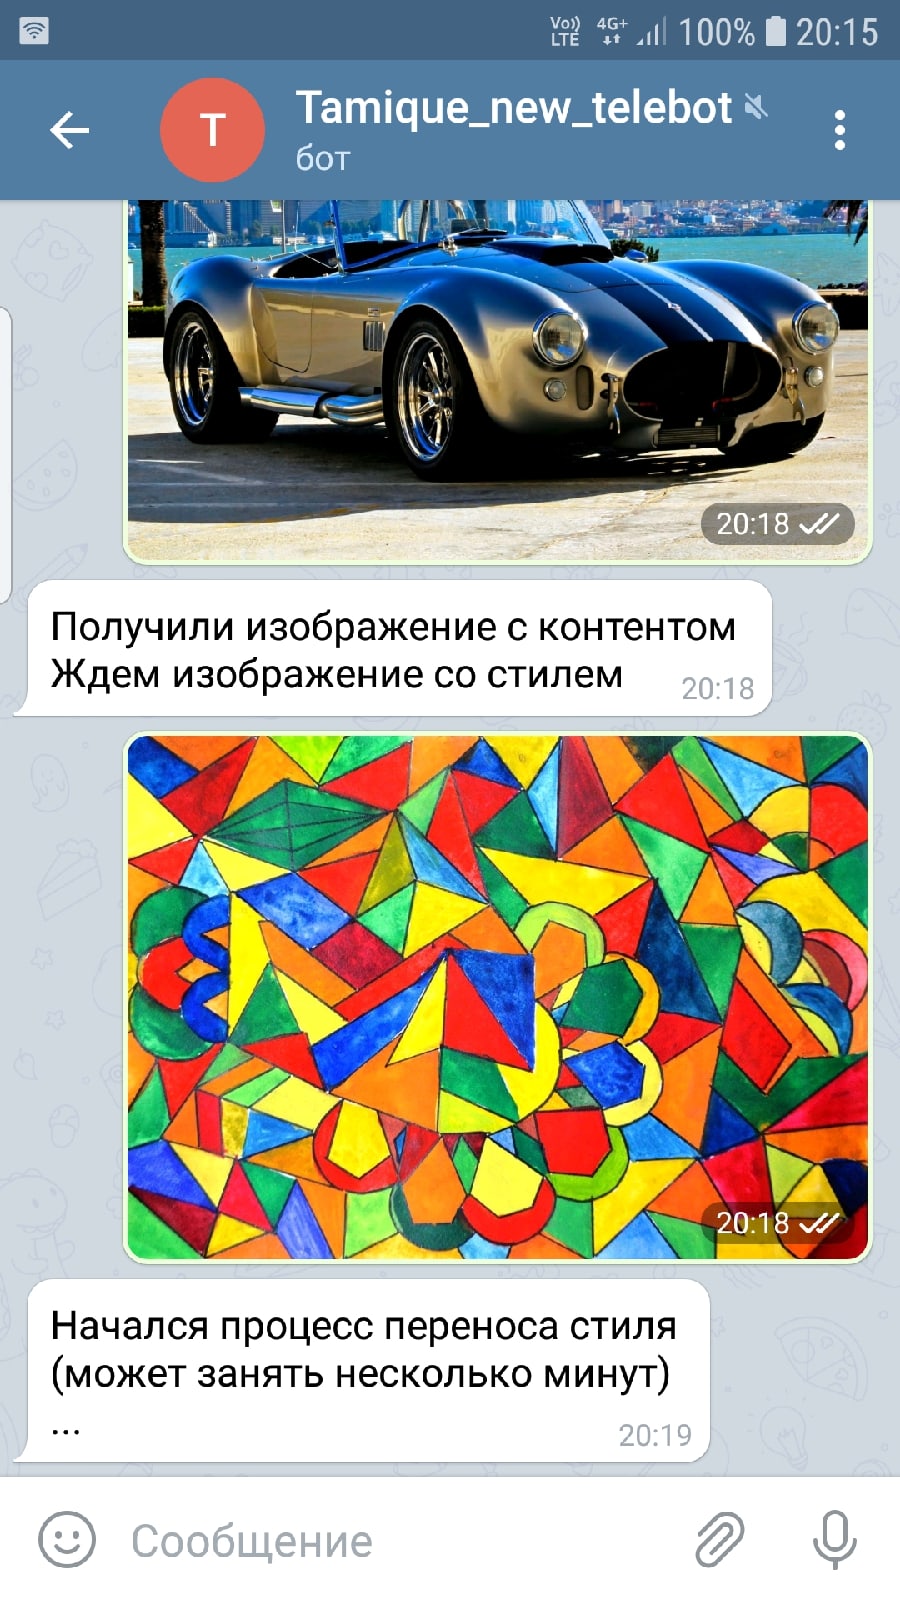 Vo)) LTE 4G+ 100% 20:15
T
Tamique_new_telebot
бот
20:18
Получили изображение с контентом
Ждем изображение со стилем
20:18
20:18
Начался процесс переноса стиля
(может занять несколько минут)
...
20:19
Сообщение